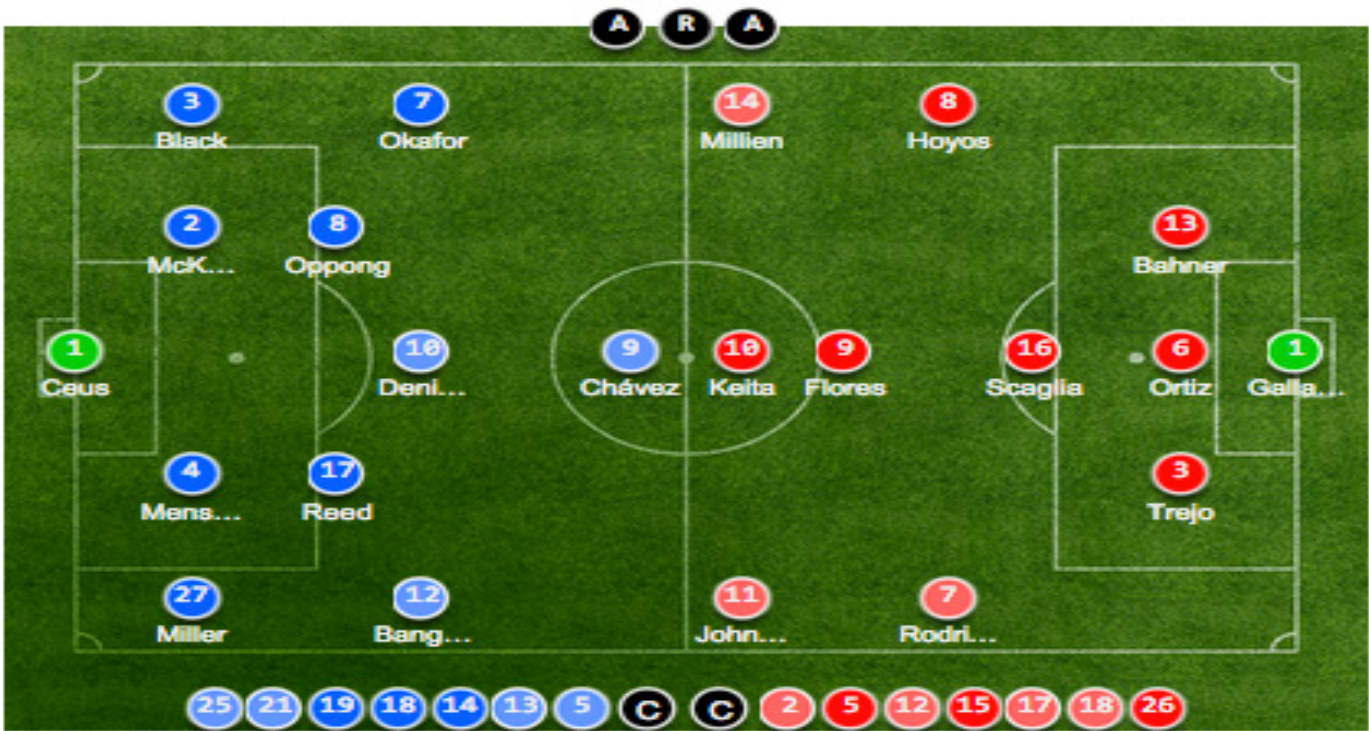 A R A
3 7 14 8
Black Okafor Millien Hoyos
2 8 13
McK... Oppong Bahner
1 10 9 10 9 16 6 1
Ceus Deni... Chávez Keita Flores Scaglia Ortiz Galla...
4 17 3
Mens... Reed Trejo
27 12 11 7
Miller Bang... John... Rodri...
25 21 19 18 14 13 5 C C 2 5 12 15 17 18 26